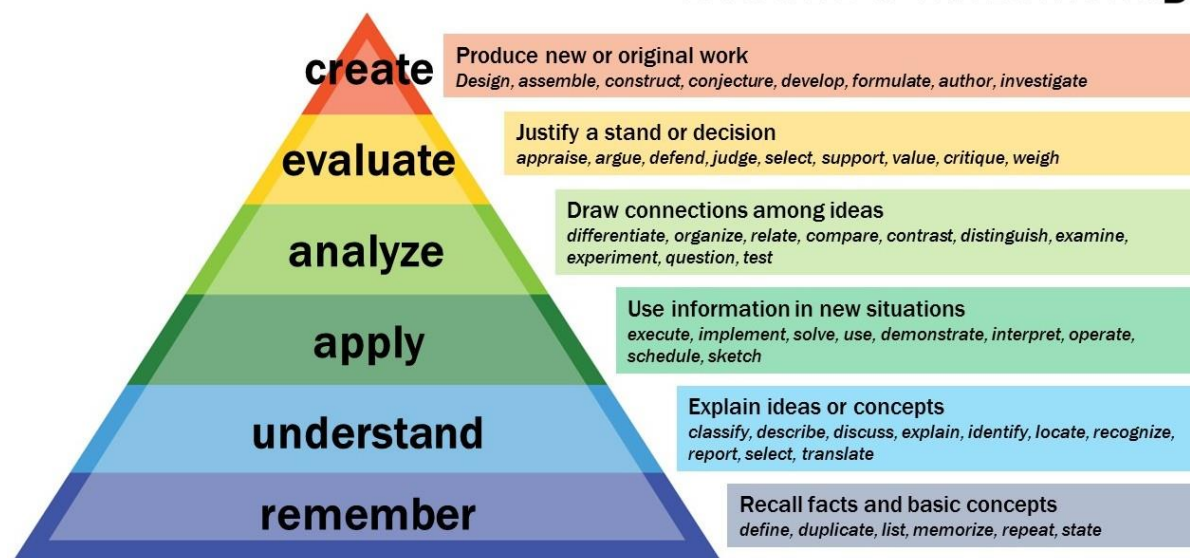 create
Produce new or original work
Design, assemble, construct, conjecture, develop, formulate, author, investigate
evaluate
Justify a stand or decision
appraise, argue, defend, judge, select, support, value, critique, weigh
analyze
Draw connections among ideas
differentiate, organize, relate, compare, contrast, distinguish, examine,
experiment, question, test
apply
Use information in new situations
execute, implement, solve, use, demonstrate, interpret, operate,
schedule, sketch
understand
Explain ideas or concepts
classify, describe, discuss, explain, identify, locate, recognize,
report, select, translate
remember
Recall facts and basic concepts
define, duplicate, list, memorize, repeat, state